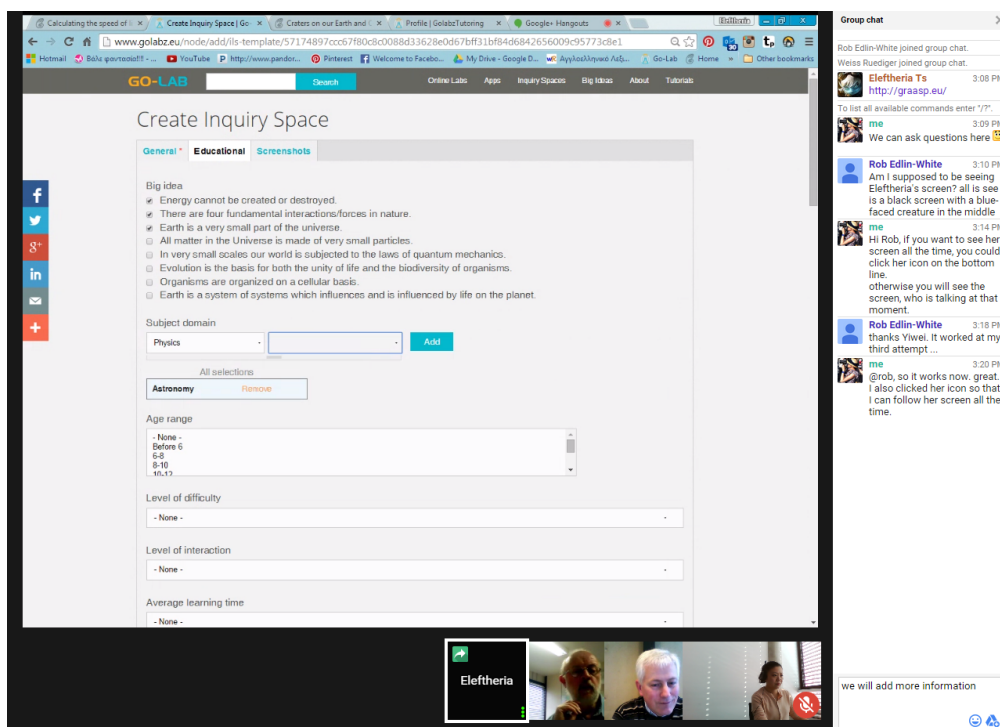 Calculating the speed of l
Create Inquiry Space | Go-
Craters on our Earth and O
Profile | GolabzTutoring
Google+ Hangouts
Eleftheria
www.golabz.eu/node/add/ils-template/57174897ccc67f80c8c0088d33628e0d67bff31bf84d6842656009c95773c8e1
Hotmail
Βάλε φαντασία!!! - ...
YouTube
http://www.pandor...
Pinterest
Welcome to Facebo...
My Drive - Google D...
Go-Lab
Home
»
Other bookmarks
GO-LAB
Search
Online Labs
Apps
Inquiry Spaces
Big Ideas
About
Tutorials
Create Inquiry Space
General *
Educational
Screenshots
Big idea
Energy cannot be created or destroyed.
There are four fundamental interactions/forces in nature.
Earth is a very small part of the universe.
All matter in the Universe is made of very small particles.
In very small scales our world is subjected to the laws of quantum mechanics.
Evolution is the basis for both the unity of life and the biodiversity of organisms.
Organisms are organized on a cellular basis.
Earth is a system of systems which influences and is influenced by life on the planet.
Subject domain
Physics
Add
All selections
Astronomy
Remove
Age range
- None -
Before 6
6-8
8-10
10-12
Level of difficulty
- None -
Level of interaction
- None -
Average learning time
- None -
Eleftheria
Group chat
Rob Edlin-White joined group chat.
Weiss Ruediger joined group chat.
Eleftheria Ts 3:08 PM
http://graasp.eu/
To list all available commands enter "/?".
me 3:09 PM
We can ask questions here
Rob Edlin-White 3:10 PM
Am I supposed to be seeing
Eleftheria's screen? all is see
is a black screen with a blue-
faced creature in the middle
me 3:14 PM
Hi Rob, if you want to see her
screen all the time, you could
click her icon on the bottom
line.
otherwise you will see the
screen, who is talking at that
moment.
Rob Edlin-White 3:18 PM
thanks Yiwei. It worked at my
third attempt ...
me 3:20 PM
@rob, so it works now. great.
I also clicked her icon so that
I can follow her screen all the
time.
we will add more information